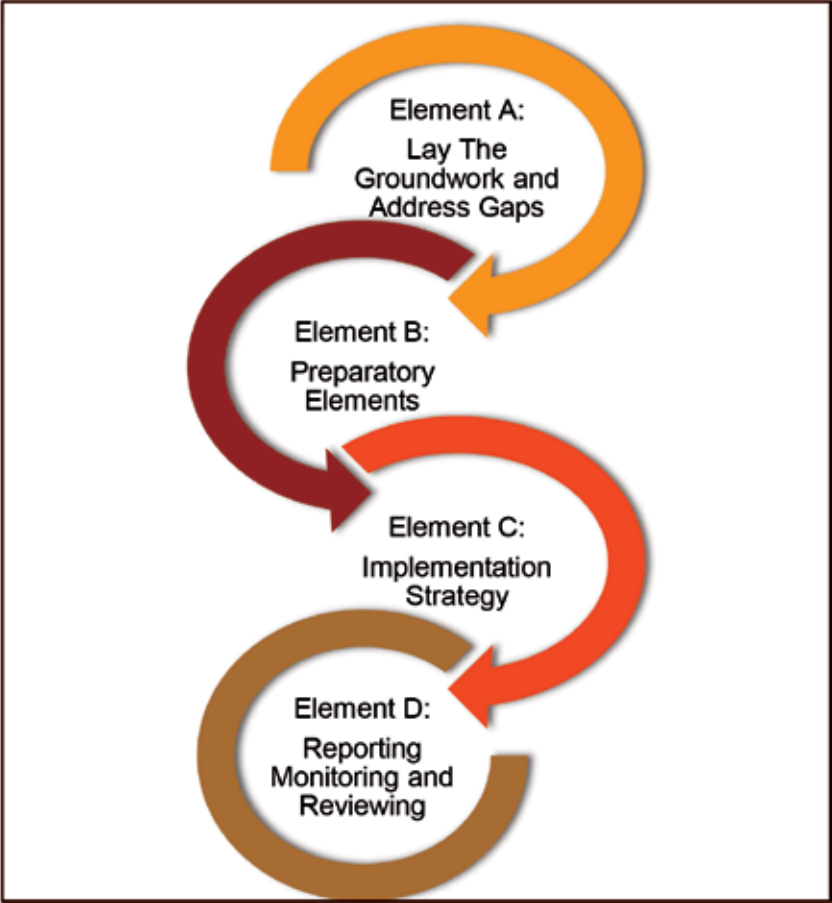 Element A:
Lay The
Groundwork and
Address Gaps
Element B:
Preparatory
Elements
Element C:
Implementation
Strategy
Element D:
Reporting
Monitoring and
Reviewing